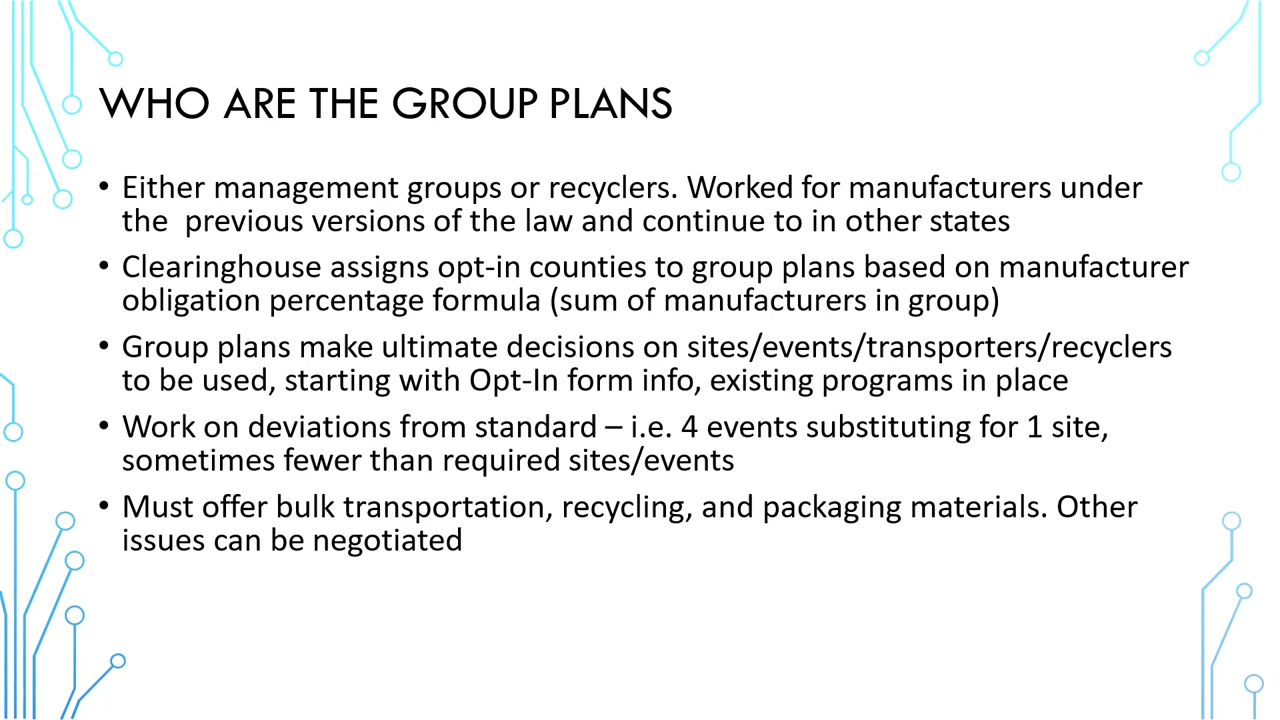 WHO ARE THE GROUP PLANS
• Either management groups or recyclers. Worked for manufacturers under
the  previous versions of the law and continue to in other states
• Clearinghouse assigns opt-in counties to group plans based on manufacturer
obligation percentage formula (sum of manufacturers in group)
• Group plans make ultimate decisions on sites/events/transporters/recyclers
to be used, starting with Opt-In form info, existing programs in place
• Work on deviations from standard – i.e. 4 events substituting for 1 site,
sometimes fewer than required sites/events
• Must offer bulk transportation, recycling, and packaging materials. Other
issues can be negotiated